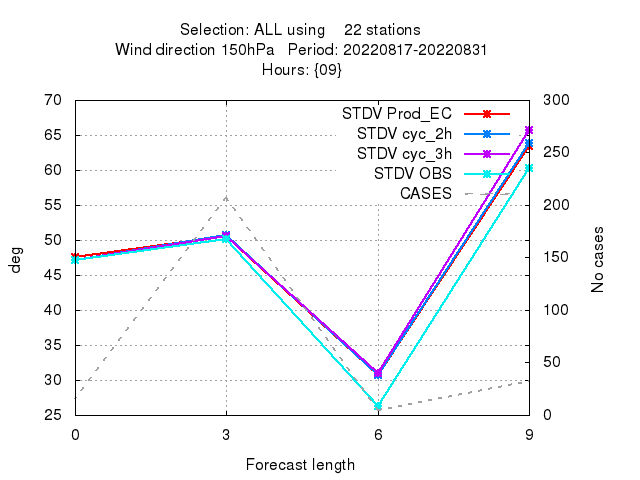 Selection: ALL using    22 stations
Wind direction 150hPa   Period: 20220817-20220831
Hours: {09}
70
65
60
55
50
45
40
35
30
25
300
250
200
150
100
50
0
STDV Prod_EC
STDV cyc_2h
STDV cyc_3h
STDV OBS
CASES
deg
No cases
0 3 6 9
Forecast length